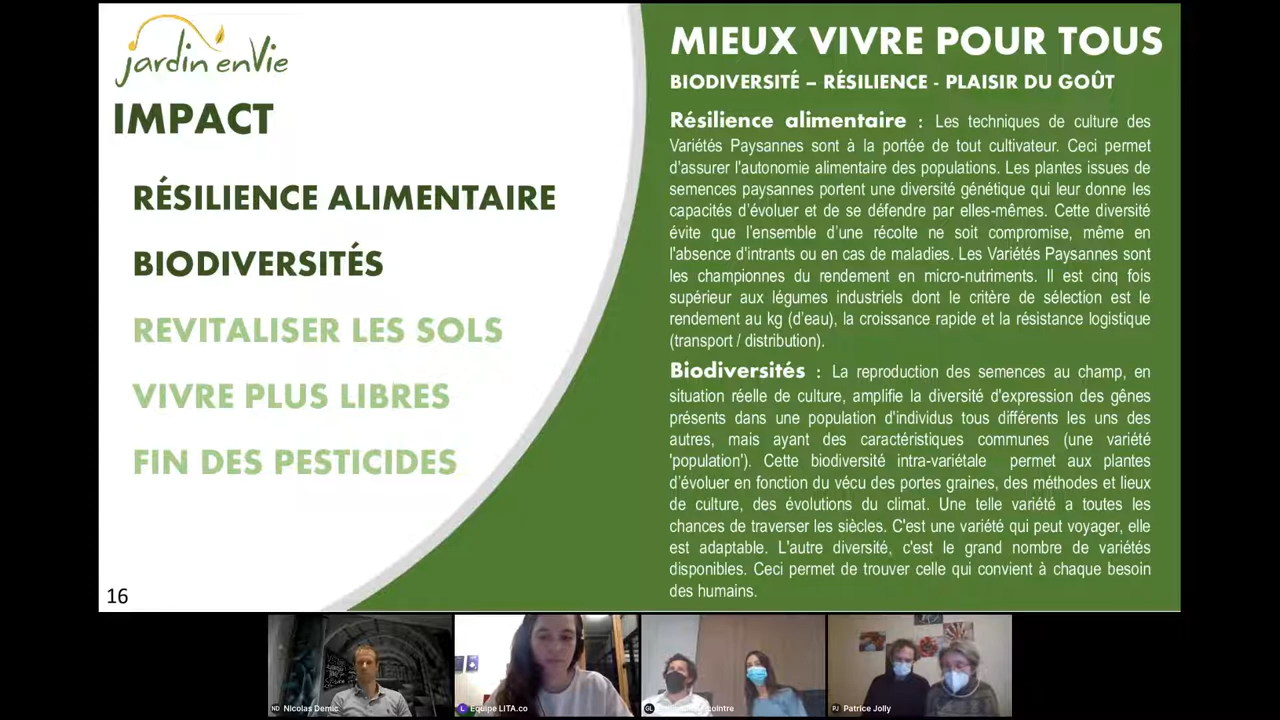 jardin enVie
IMPACT
RÉSILIENCE ALIMENTAIRE
BIODIVERSITÉS
REVITALISER LES SOLS
VIVRE PLUS LIBRES
FIN DES PESTICIDES
16
MIEUX VIVRE POUR TOUS
BIODIVERSITÉ – RÉSILIENCE - PLAISIR DU GOÛT
Résilience alimentaire : Les techniques de culture des
Variétés Paysannes sont à la portée de tout cultivateur. Ceci permet
d'assurer l'autonomie alimentaire des populations. Les plantes issues de
semences paysannes portent une diversité génétique qui leur donne les
capacités d'évoluer et de se défendre par elles-mêmes. Cette diversité
évite que l'ensemble d'une récolte ne soit compromise, même en
l'absence d'intrants ou en cas de maladies. Les Variétés Paysannes sont
les championnes du rendement en micro-nutriments. Il est cinq fois
supérieur aux légumes industriels dont le critère de sélection est le
rendement au kg (d'eau), la croissance rapide et la résistance logistique
(transport / distribution).
Biodiversités : La reproduction des semences au champ, en
situation réelle de culture, amplifie la diversité d'expression des gênes
présents dans une population d'individus tous différents les uns des
autres, mais ayant des caractéristiques communes (une variété
'population'). Cette biodiversité intra-variétale permet aux plantes
d'évoluer en fonction du vécu des portes graines, des méthodes et lieux
de culture, des évolutions du climat. Une telle variété a toutes les
chances de traverser les siècles. C'est une variété qui peut voyager, elle
est adaptable. L'autre diversité, c'est le grand nombre de variétés
disponibles. Ceci permet de trouver celle qui convient à chaque besoin
des humains.
ND Nicolas Demic
L Equipe LITA.co
GL
PJ Patrice Jolly